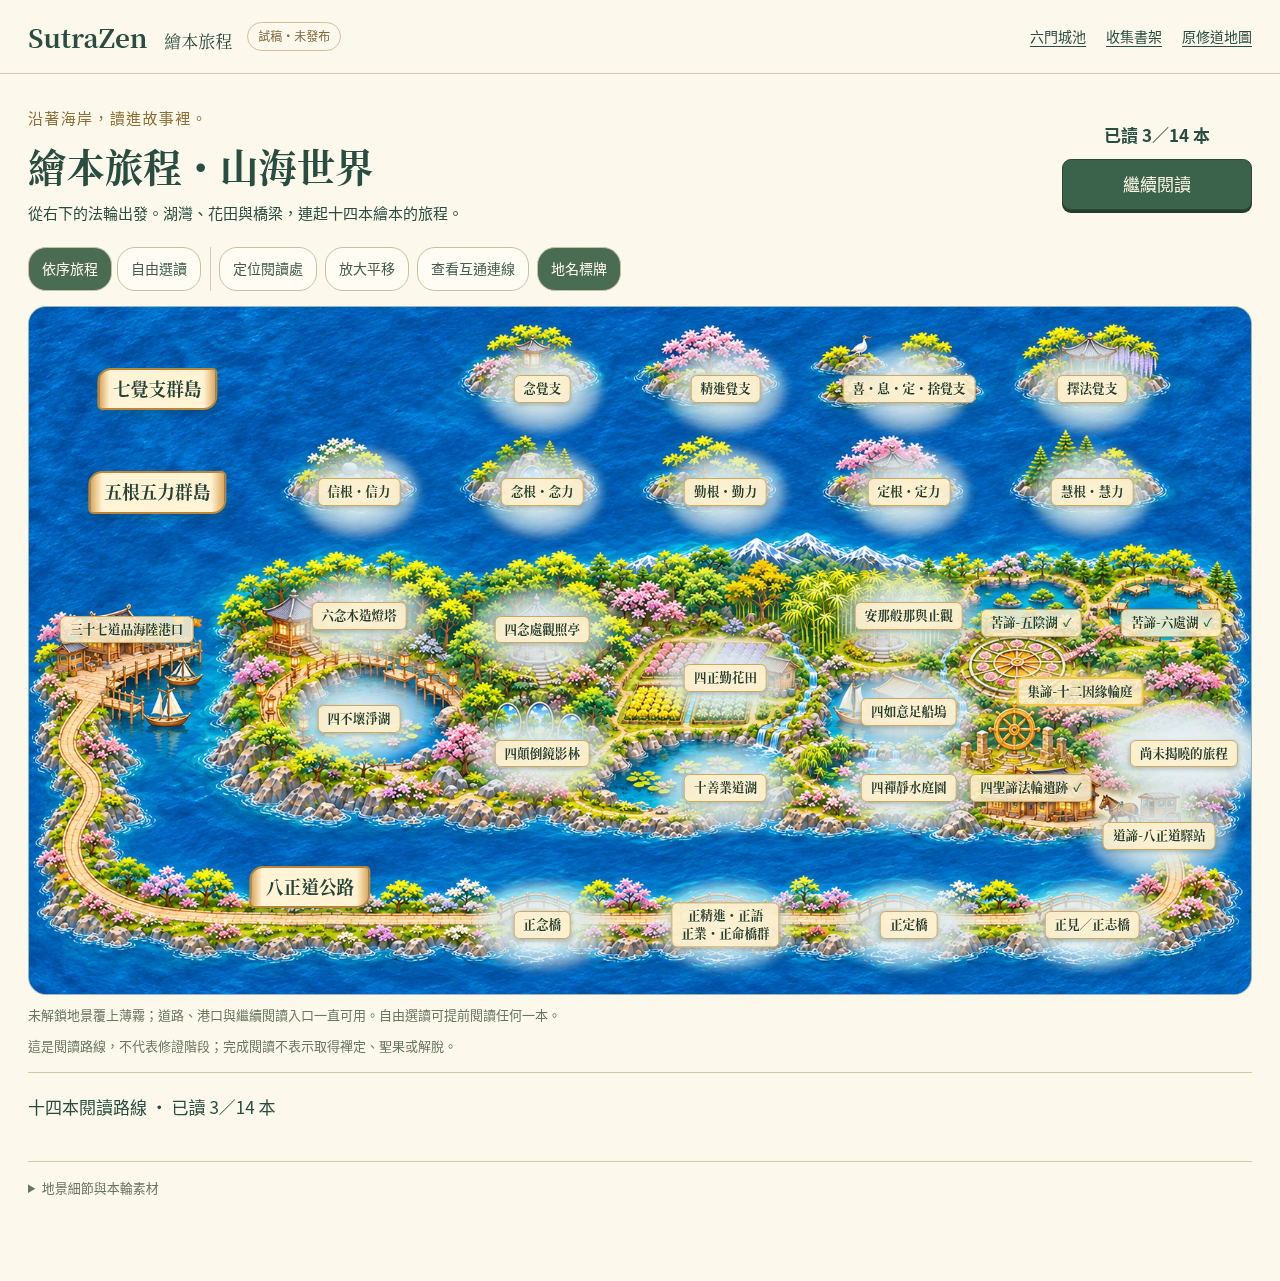 SutraZen 繪本旅程 試稿・未發布 六門城池 收集書架 原修道地圖
沿著海岸，讀進故事裡。
繪本旅程・山海世界
從右下的法輪出發。湖灣、花田與橋梁，連起十四本繪本的旅程。
已讀 3／14 本
繼續閱讀
依序旅程 自由選讀 定位閱讀處 放大平移 查看互通連線 地名標牌
七覺支群島 念覺支 精進覺支 喜・息・定・捨覺支 擇法覺支
五根五力群島 信根・信力 念根・念力 勤根・勤力 定根・定力 慧根・慧力
三十七道品海陸港口 六念木造燈塔 四念處觀照亭 安那般那與止觀 苦諦-五陰湖 ✓ 苦諦-六處湖 ✓
四正勤花田 集諦-十二因緣輪庭
四不壞淨湖 四如意足船塢
四顛倒鏡影林 尚未揭曉的旅程
十善業道湖 四禪靜水庭園 四聖諦法輪遺跡 ✓
道諦-八正道驛站
八正道公路
正念橋 正精進・正語 正定橋 正見／正志橋
正業・正命橋群
未解鎖地景覆上薄霧；道路、港口與繼續閱讀入口一直可用。自由選讀可提前閱讀任何一本。
這是閱讀路線，不代表修證階段；完成閱讀不表示取得禪定、聖果或解脫。
十四本閱讀路線 ・ 已讀 3／14 本
▶ 地景細節與本輪素材